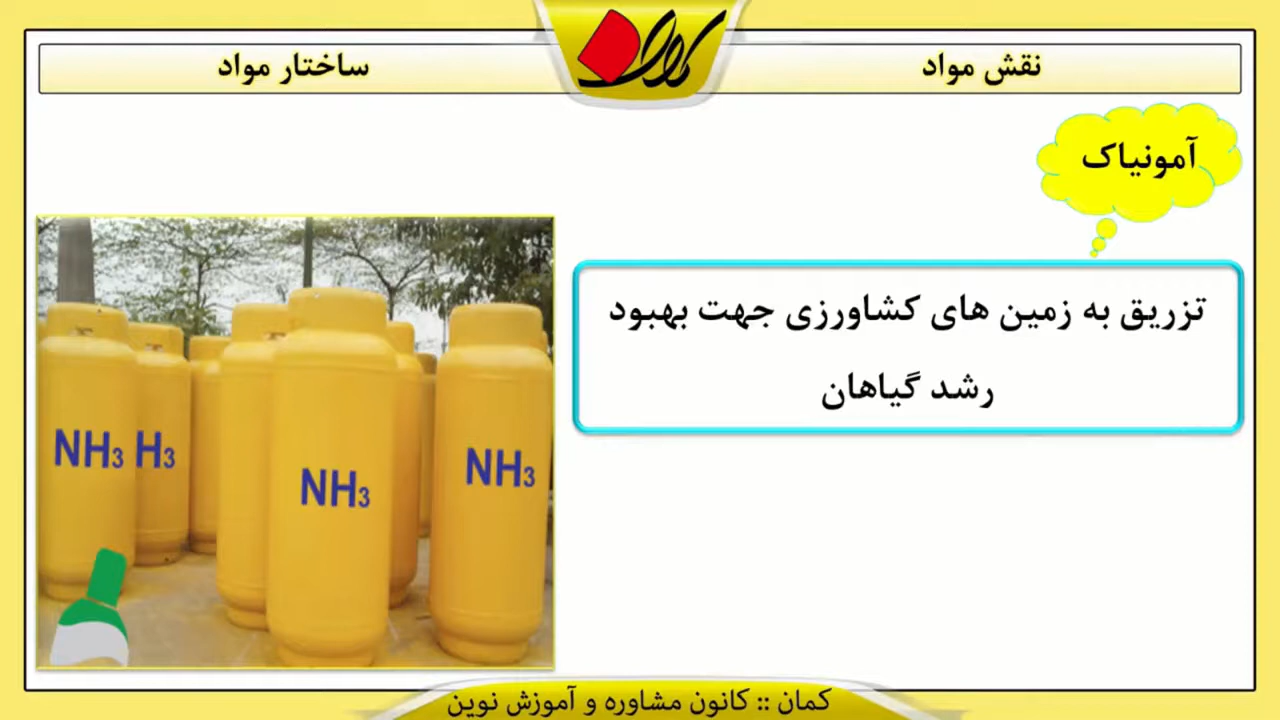 نقش مواد
ساختار مواد
کمان
آمونیاک
تزریق به زمین های کشاورزی جهت بهبود
رشد گیاهان
NH3
H3
NH3
NH3
کمان :: کانون مشاوره و آموزش نوین